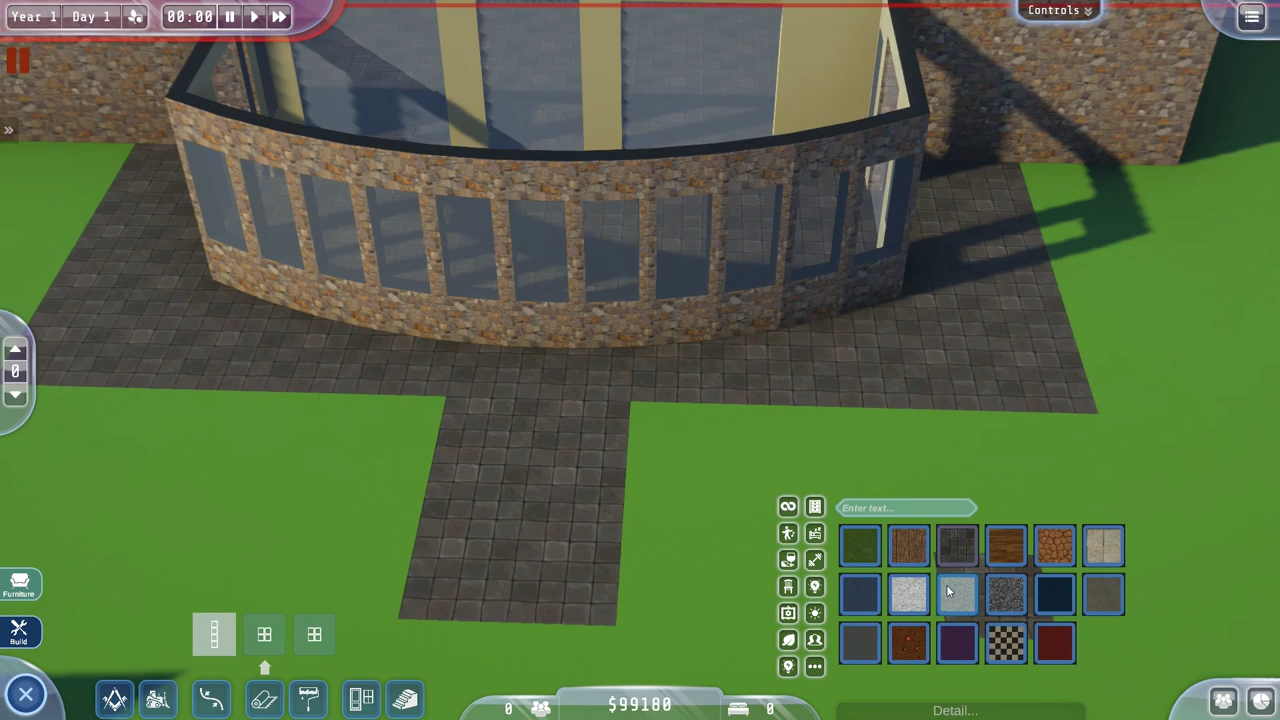 Year 1 Day 1 00:00
Controls
0
Enter text...
Furniture
Build
0 $99180 0
Detail...